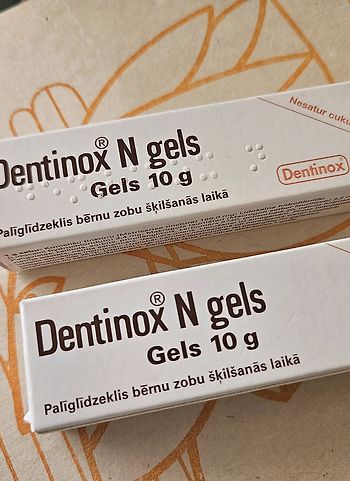 Nesatur cuku
Dentinox® N gels
Gels 10 g
Dentinox®
Palīglīdzeklis bērnu zobu šķilšanās laikā
Dentinox® N gels
Gels 10 g
Palīglīdzeklis bērnu zobu šķilšanās laikā